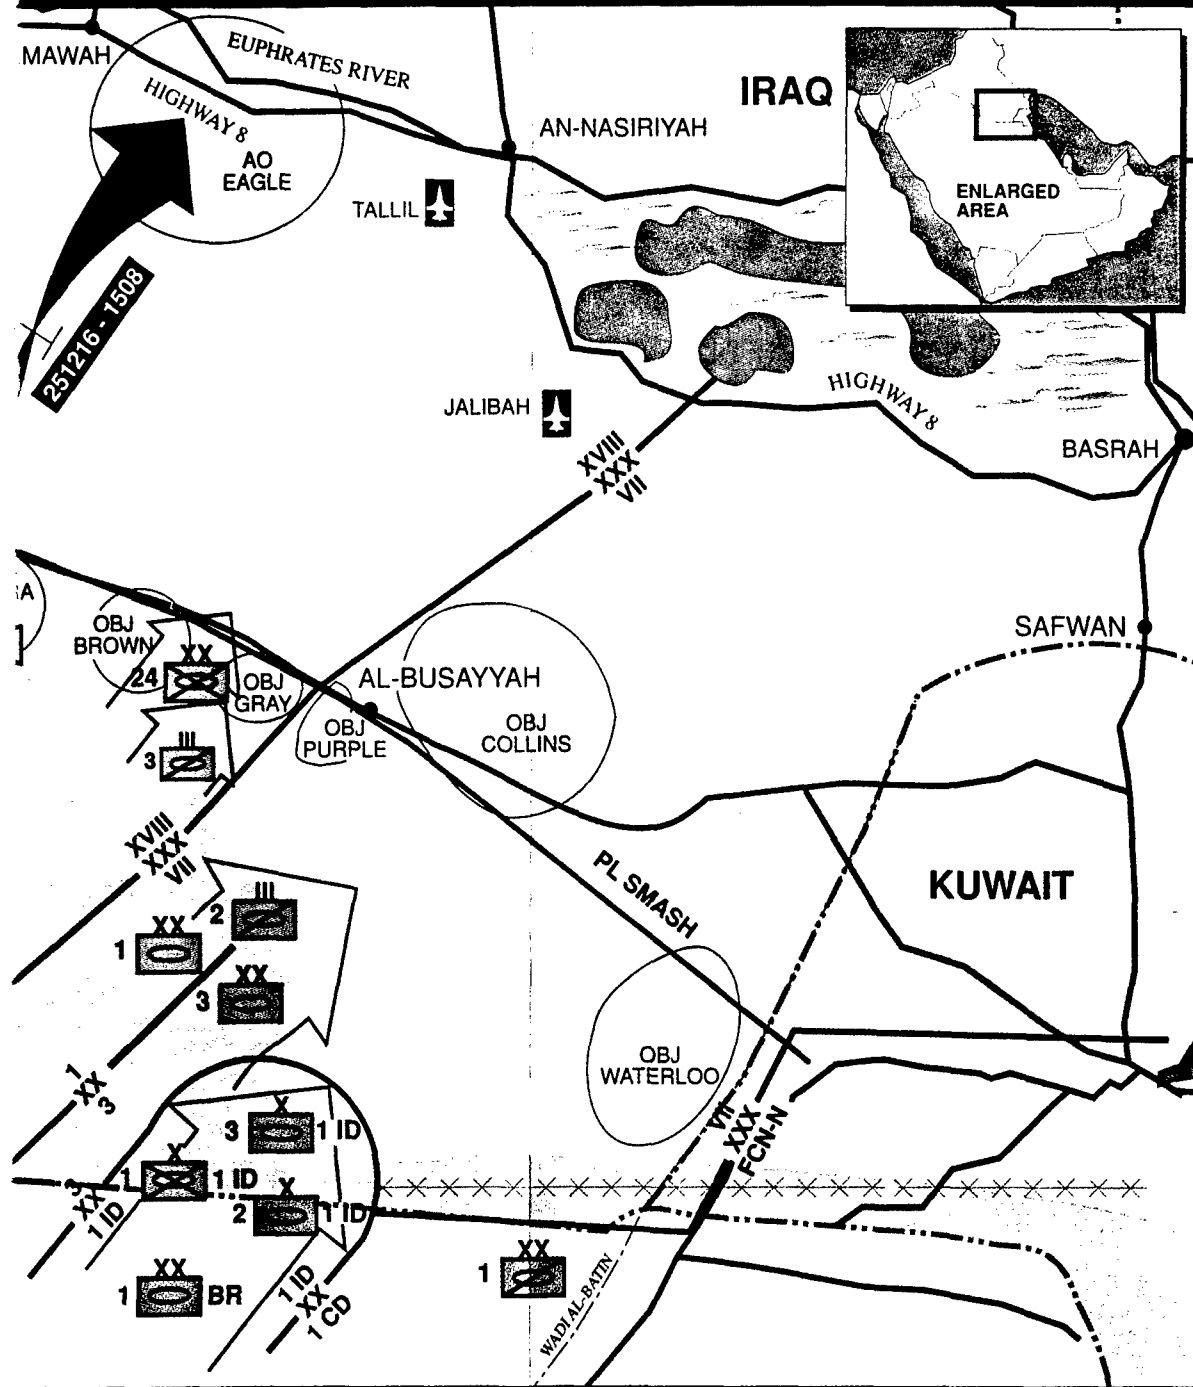 MAWAH
EUPHRATES RIVER
HIGHWAY 8
AO
EAGLE
IRAQ
AN-NASIRIYAH
TALLIL
ENLARGED
AREA
251216 - 1508
JALIBAH
HIGHWAY 8
BASRAH
XVIII
XXX
VII
SAFWAN
OBJ
BROWN
XX
24
OBJ
GRAY
AL-BUSAYYAH
OBJ
PURPLE
OBJ
COLLINS
III
3
XVIII
XXX
VII
PL SMASH
KUWAIT
III
2
XX
1
XX
3
OBJ
WATERLOO
1
XX
3
X
3 1 ID
X
1 1 ID
X
2 1 ID
VII
XXX
FCN-N
3
XX
1 ID
XX
1 BR
1 ID
XX
1 CD
XX
1
WADI AL-BATIN